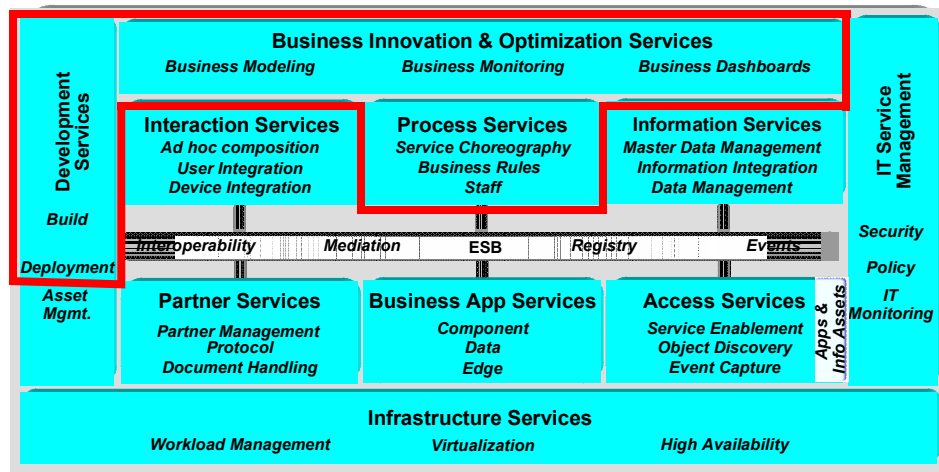 Business Innovation & Optimization Services
Business Modeling
Business Monitoring
Business Dashboards
Development
Services
Build
Deployment
Asset
Mgmt.
Interaction Services
Ad hoc composition
User Integration
Device Integration
Process Services
Service Choreography
Business Rules
Staff
Information Services
Master Data Management
Information Integration
Data Management
IT Service
Management
Security
Policy
IT
Monitoring
Interoperability
Mediation
ESB
Registry
Events
Partner Services
Partner Management
Protocol
Document Handling
Business App Services
Component
Data
Edge
Access Services
Service Enablement
Object Discovery
Event Capture
Apps &
Info Assets
Infrastructure Services
Workload Management
Virtualization
High Availability